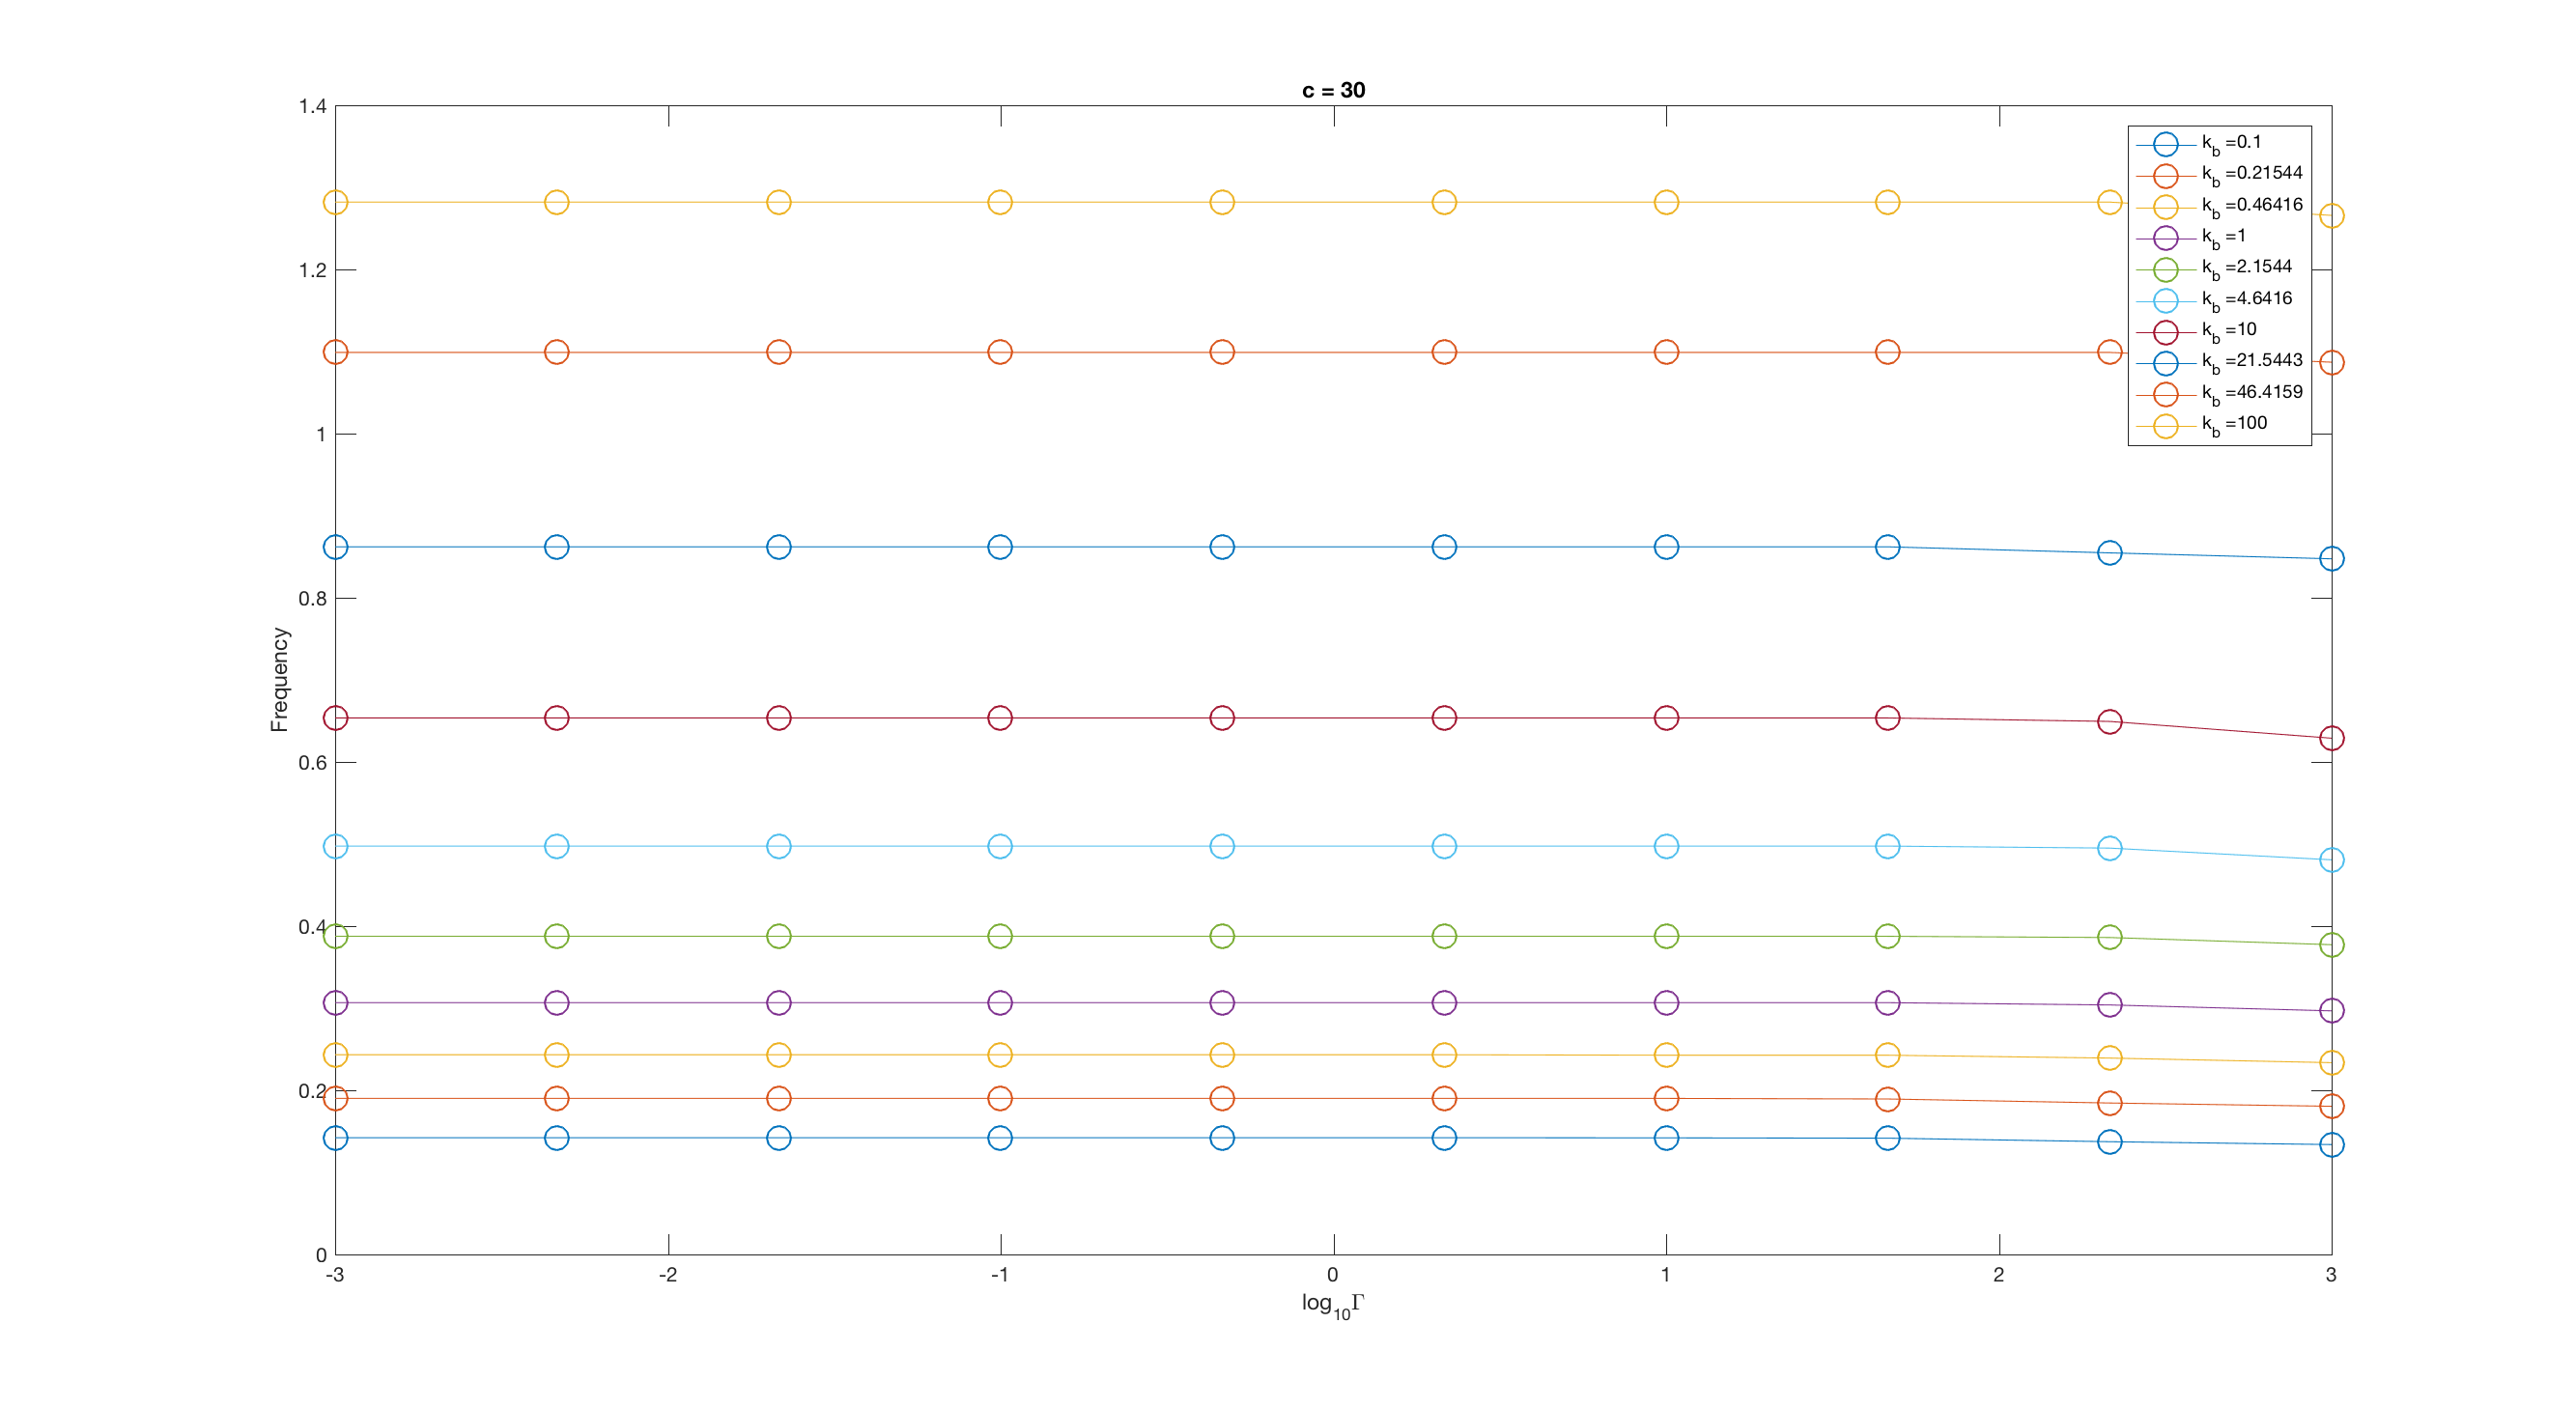 c = 30
1.4
1.2
1
0.8
0.6
0.4
0.2
0
Frequency
-3 -2 -1 0 1 2 3
log10Γ
kb =0.1
kb =0.21544
kb =0.46416
kb =1
kb =2.1544
kb =4.6416
kb =10
kb =21.5443
kb =46.4159
kb =100